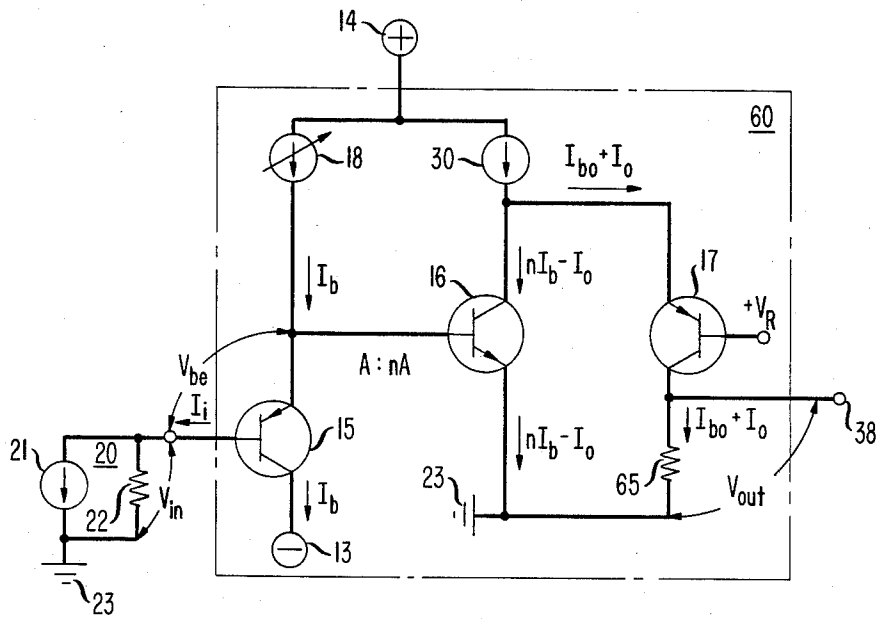 14
60
18
30
I_bo+I_o
I_b
16
nI_b-I_o
17
+V_R
V_be
A:nA
I_i
15
21
20
22
V_in
I_b
13
nI_b-I_o
23
65
I_bo+I_o
38
V_out
23